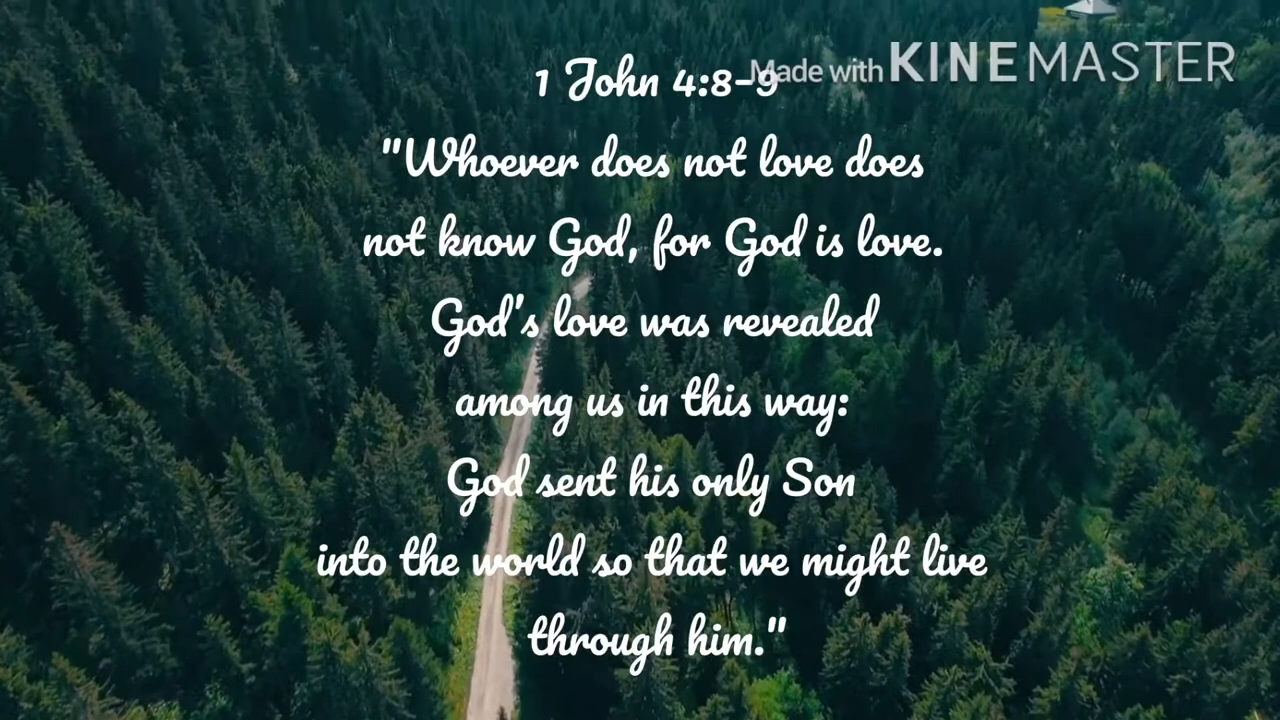 1 John 4:8-9
Made with KINEMASTER
"Whoever does not love does
not know God, for God is love.
God's love was revealed
among us in this way:
God sent his only Son
into the world so that we might live
through him."